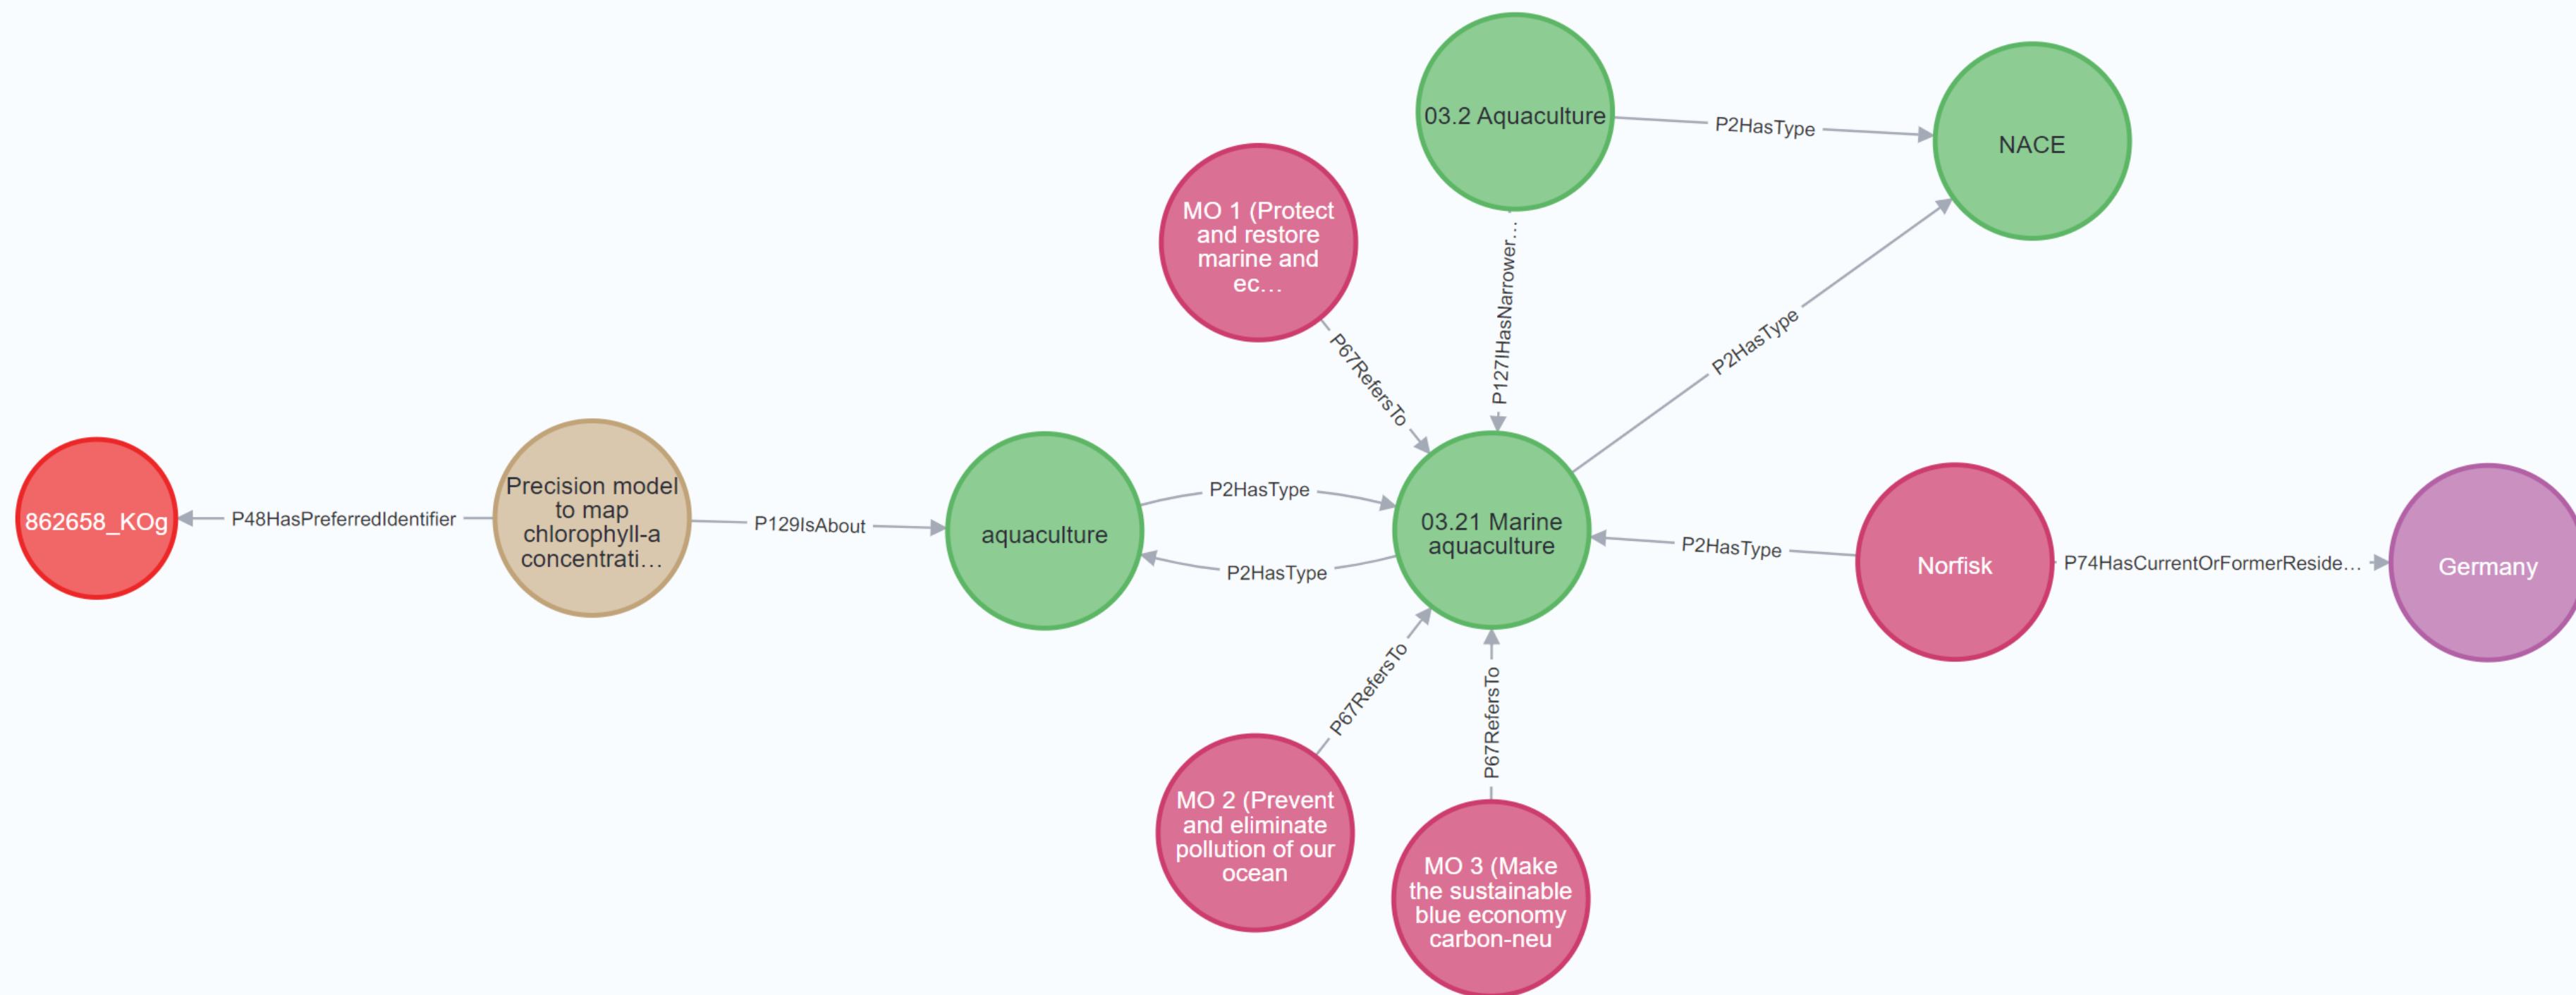 03.2 Aquaculture
P2HasType
NACE
MO 1 (Protect
and restore
marine and
ec…
P127IHasNarrower…
P67RefersTo
P2HasType
862658_KOg
P48HasPreferredIdentifier
Precision model
to map
chlorophyll-a
concentrati…
P129IsAbout
aquaculture
P2HasType
P2HasType
03.21 Marine
aquaculture
P2HasType
Norfisk
P74HasCurrentOrFormerReside…
Germany
P67RefersTo
P67RefersTo
MO 2 (Prevent
and eliminate
pollution of our
ocean
MO 3 (Make
the sustainable
blue economy
carbon-neu